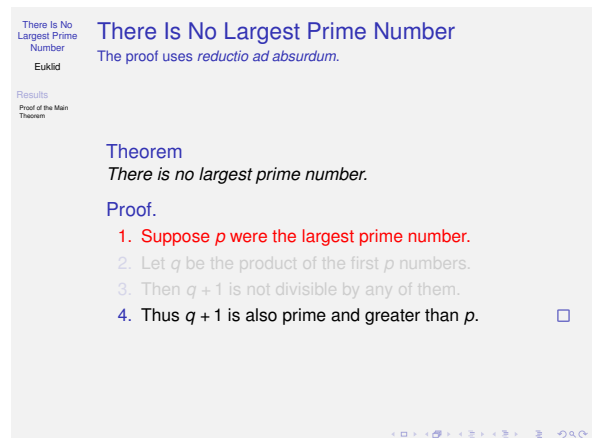 There Is No
Largest Prime
Number
Euklid
Results
Proof of the Main
Theorem
There Is No Largest Prime Number
The proof uses reductio ad absurdum.
Theorem
There is no largest prime number.
Proof.
1. Suppose p were the largest prime number.
2. Let q be the product of the first p numbers.
3. Then q + 1 is not divisible by any of them.
4. Thus q + 1 is also prime and greater than p.